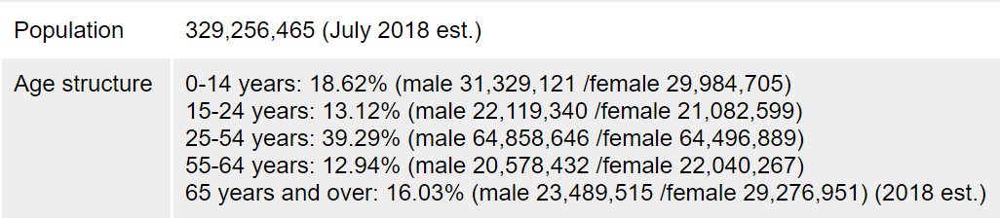 Population 329,256,465 (July 2018 est.)
Age structure 0-14 years: 18.62% (male 31,329,121 /female 29,984,705)
15-24 years: 13.12% (male 22,119,340 /female 21,082,599)
25-54 years: 39.29% (male 64,858,646 /female 64,496,889)
55-64 years: 12.94% (male 20,578,432 /female 22,040,267)
65 years and over: 16.03% (male 23,489,515 /female 29,276,951) (2018 est.)